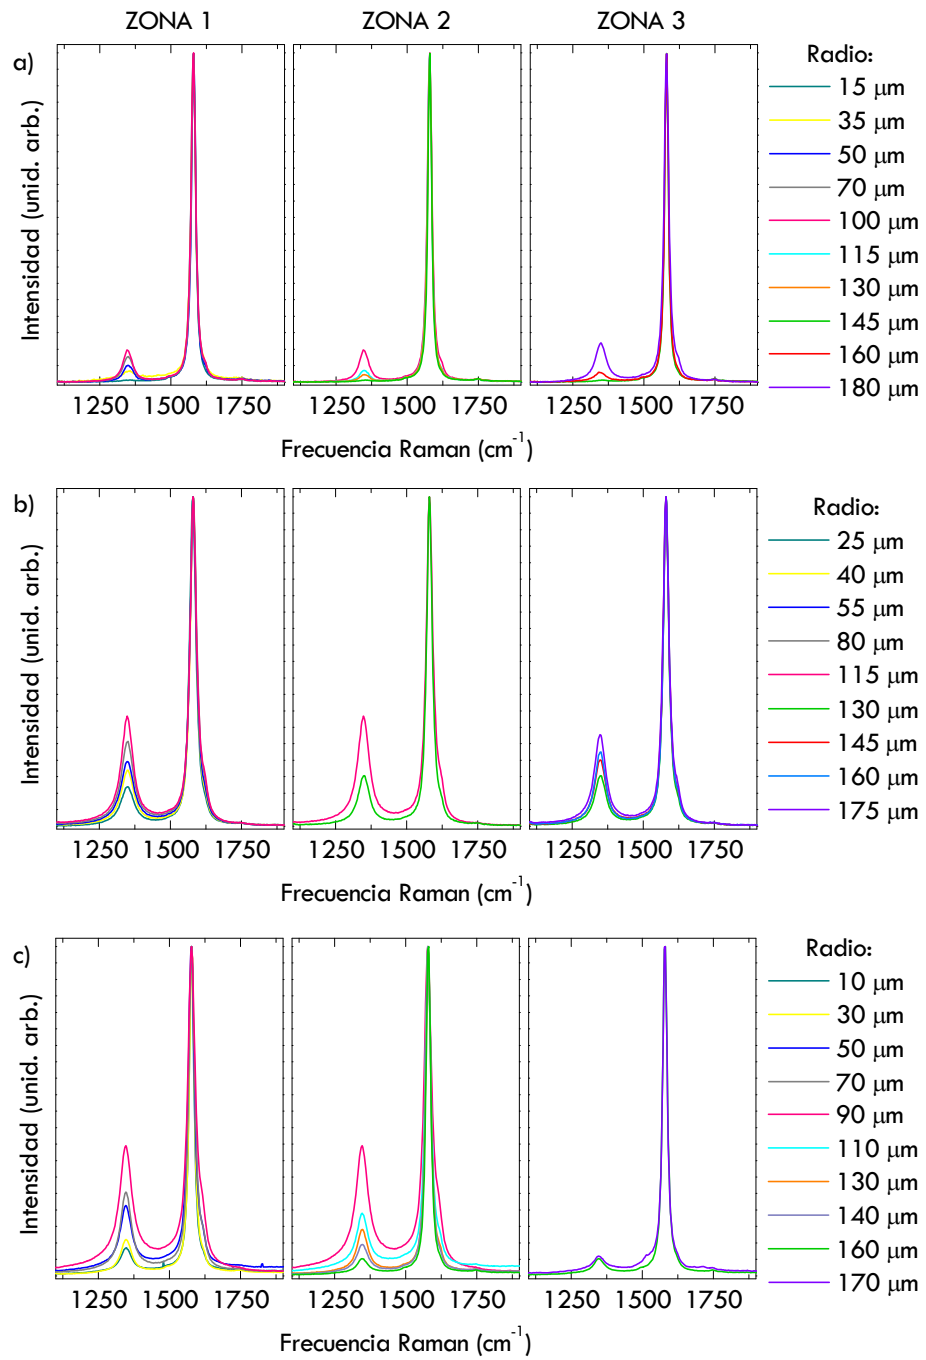 ZONA 1 ZONA 2 ZONA 3
a)
Intensidad (unid. arb.)
1250 1500 1750 1250 1500 1750 1250 1500 1750
Frecuencia Raman (cm-1)
Radio:
15 µm
35 µm
50 µm
70 µm
100 µm
115 µm
130 µm
145 µm
160 µm
180 µm
b)
Intensidad (unid. arb.)
1250 1500 1750 1250 1500 1750 1250 1500 1750
Frecuencia Raman (cm-1)
Radio:
25 µm
40 µm
55 µm
80 µm
115 µm
130 µm
145 µm
160 µm
175 µm
c)
Intensidad (unid. arb.)
1250 1500 1750 1250 1500 1750 1250 1500 1750
Frecuencia Raman (cm-1)
Radio:
10 µm
30 µm
50 µm
70 µm
90 µm
110 µm
130 µm
140 µm
160 µm
170 µm